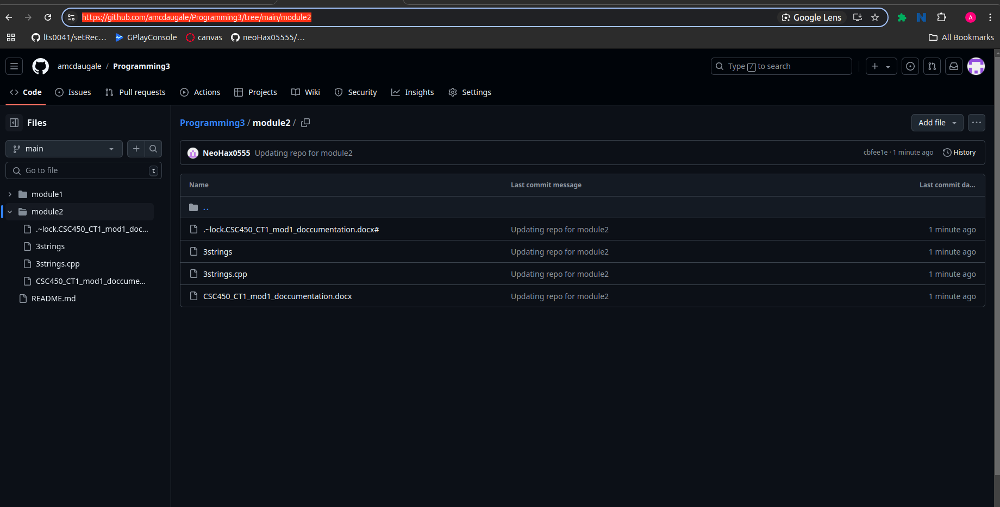 https://github.com/amcdaugale/Programming3/tree/main/module2
Google Lens
A
lts0041/setRec...
GPlayConsole
canvas
neoHax05555/...
All Bookmarks
amcdaugale / Programming3
Type / to search
Code
Issues
Pull requests
Actions
Projects
Wiki
Security
Insights
Settings
Files
Programming3 / module2 /
Add file
main
NeoHax0555 Updating repo for module2
cbfee1e · 1 minute ago
History
Go to file
t
Name
Last commit message
Last commit da...
module1
..
module2
.~lock.CSC450_CT1_mod1_doc...
.~lock.CSC450_CT1_mod1_doccumentation.docx#
Updating repo for module2
1 minute ago
3strings
3strings
Updating repo for module2
1 minute ago
3strings.cpp
3strings.cpp
Updating repo for module2
1 minute ago
CSC450_CT1_mod1_doccume...
CSC450_CT1_mod1_doccumentation.docx
Updating repo for module2
1 minute ago
README.md